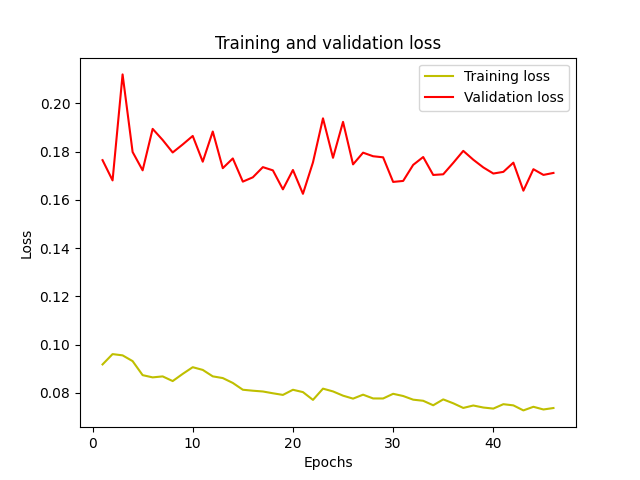 Training and validation loss
Training loss
Validation loss
0.20
0.18
0.16
0.14
0.12
0.10
0.08
Loss
0
10
20
30
40
Epochs